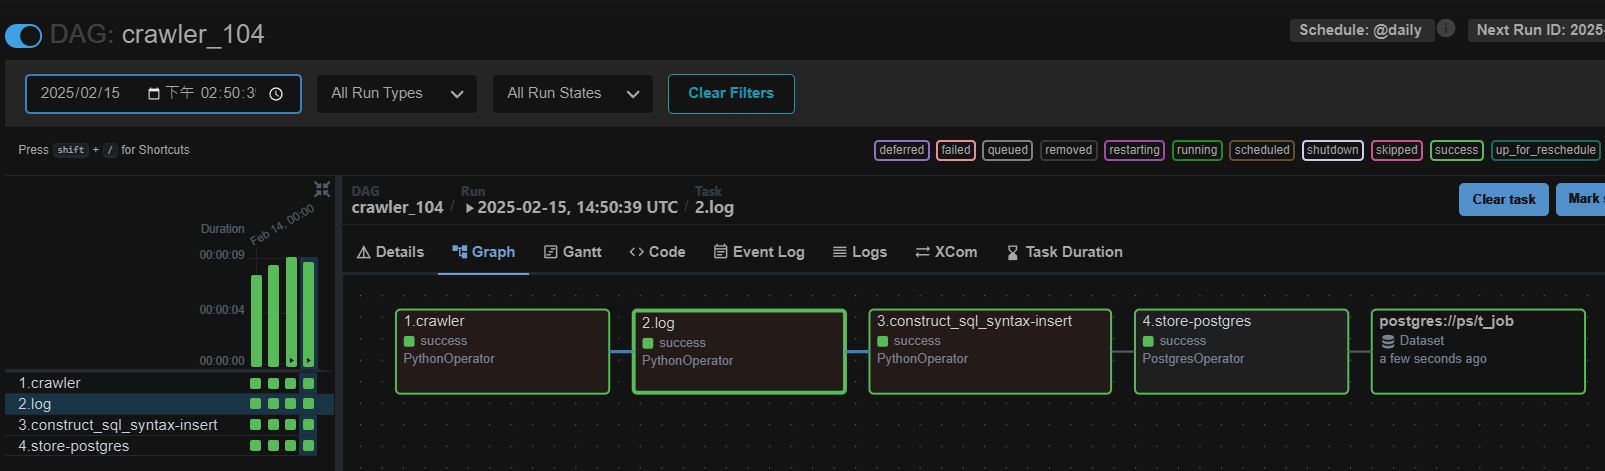 DAG: crawler_104
Schedule: @daily
Next Run ID: 2025-
2025/02/15 下午 02:50:3
All Run Types
All Run States
Clear Filters
Press shift + / for Shortcuts
deferred failed queued removed restarting running scheduled shutdown skipped success up_for_reschedule
Duration
Feb 14, 00:00
00:00:09
00:00:04
00:00:00
1.crawler
2.log
3.construct_sql_syntax-insert
4.store-postgres
DAG
crawler_104
/
Run
2025-02-15, 14:50:39 UTC
/
Task
2.log
Clear task
Mark
Details
Graph
Gantt
Code
Event Log
Logs
XCom
Task Duration
1.crawler
success
PythonOperator
2.log
success
PythonOperator
3.construct_sql_syntax-insert
success
PythonOperator
4.store-postgres
success
PostgresOperator
postgres://ps/t_job
Dataset
a few seconds ago